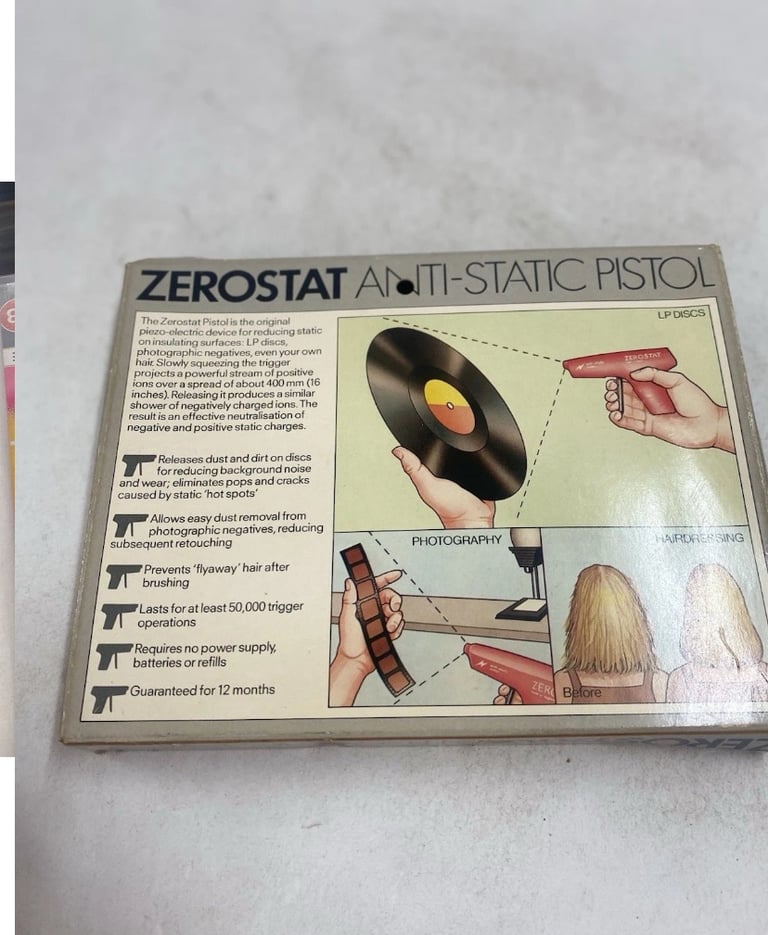 ZEROSTAT ANTI-STATIC PISTOL
The Zerostat Pistol is the original
piezo-electric device for reducing static
on insulating surfaces: LP discs,
photographic negatives, even your own
hair. Slowly squeezing the trigger
projects a powerful stream of positive
ions over a spread of about 400 mm (16
inches). Releasing it produces a similar
shower of negatively charged ions. The
result is an effective neutralisation of
negative and positive static charges.
Releases dust and dirt on discs
for reducing background noise
and wear; eliminates pops and cracks
caused by static 'hot spots'
Allows easy dust removal from
photographic negatives, reducing
subsequent retouching
Prevents 'flyaway' hair after
brushing
Lasts for at least 50,000 trigger
operations
Requires no power supply,
batteries or refills
Guaranteed for 12 months
LP DISCS
ZEROSTAT
PHOTOGRAPHY
HAIRDRESSING
ZERO
Before